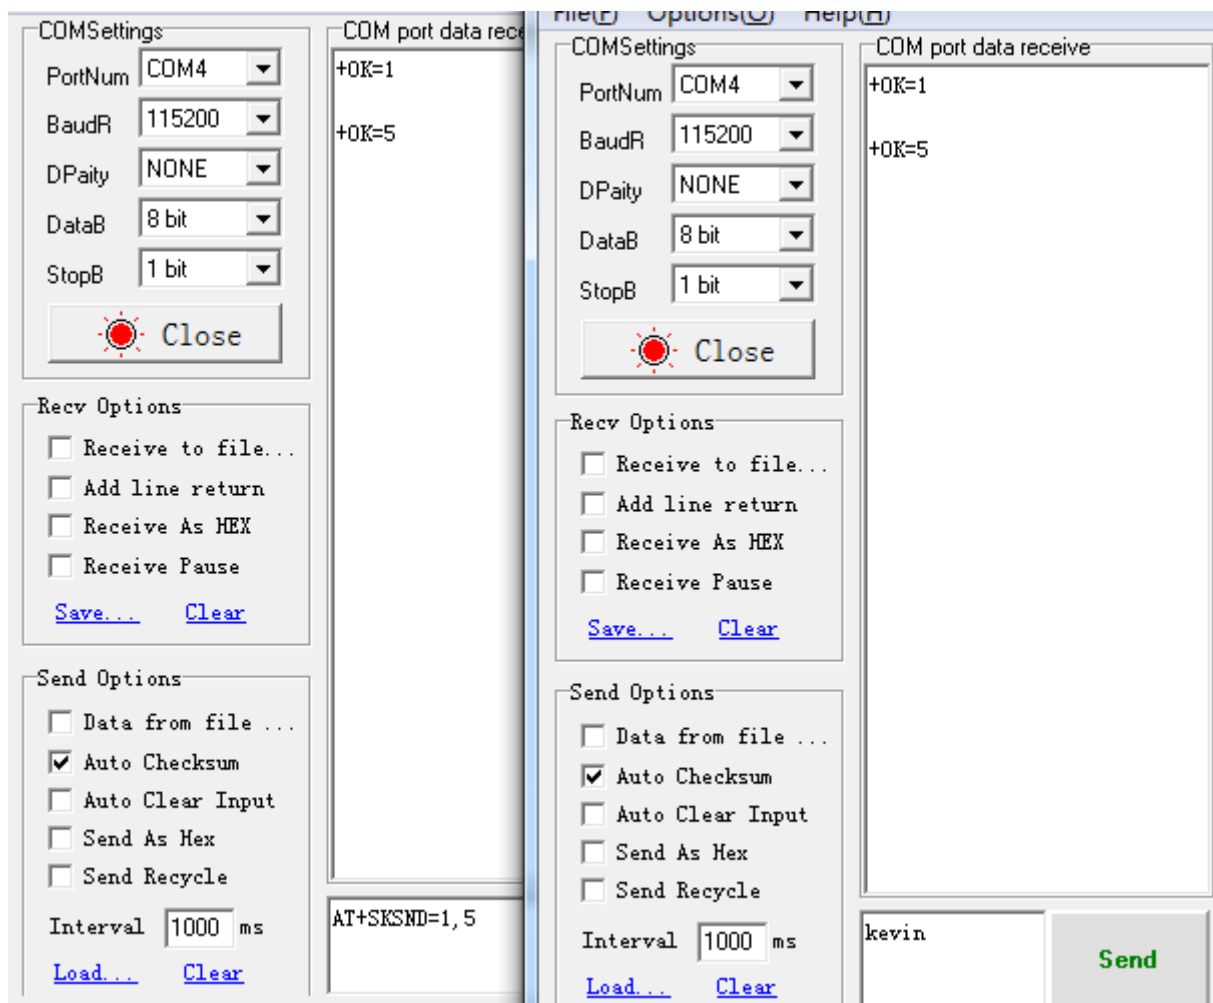 COMSettings
PortNum COM4
BaudR 115200
DPaity NONE
DataB 8 bit
StopB 1 bit
Close
Recv Options
Receive to file...
Add line return
Receive As HEX
Receive Pause
Save... Clear
Send Options
Data from file ...
Auto Checksum
Auto Clear Input
Send As Hex
Send Recycle
Interval 1000 ms
Load... Clear
COM port data rece
+OK=1
+OK=5
AT+SKSND=1,5
File(F) Options(O) Help(H)
COMSettings
PortNum COM4
BaudR 115200
DPaity NONE
DataB 8 bit
StopB 1 bit
Close
Recv Options
Receive to file...
Add line return
Receive As HEX
Receive Pause
Save... Clear
Send Options
Data from file ...
Auto Checksum
Auto Clear Input
Send As Hex
Send Recycle
Interval 1000 ms
Load... Clear
COM port data receive
+OK=1
+OK=5
kevin
Send